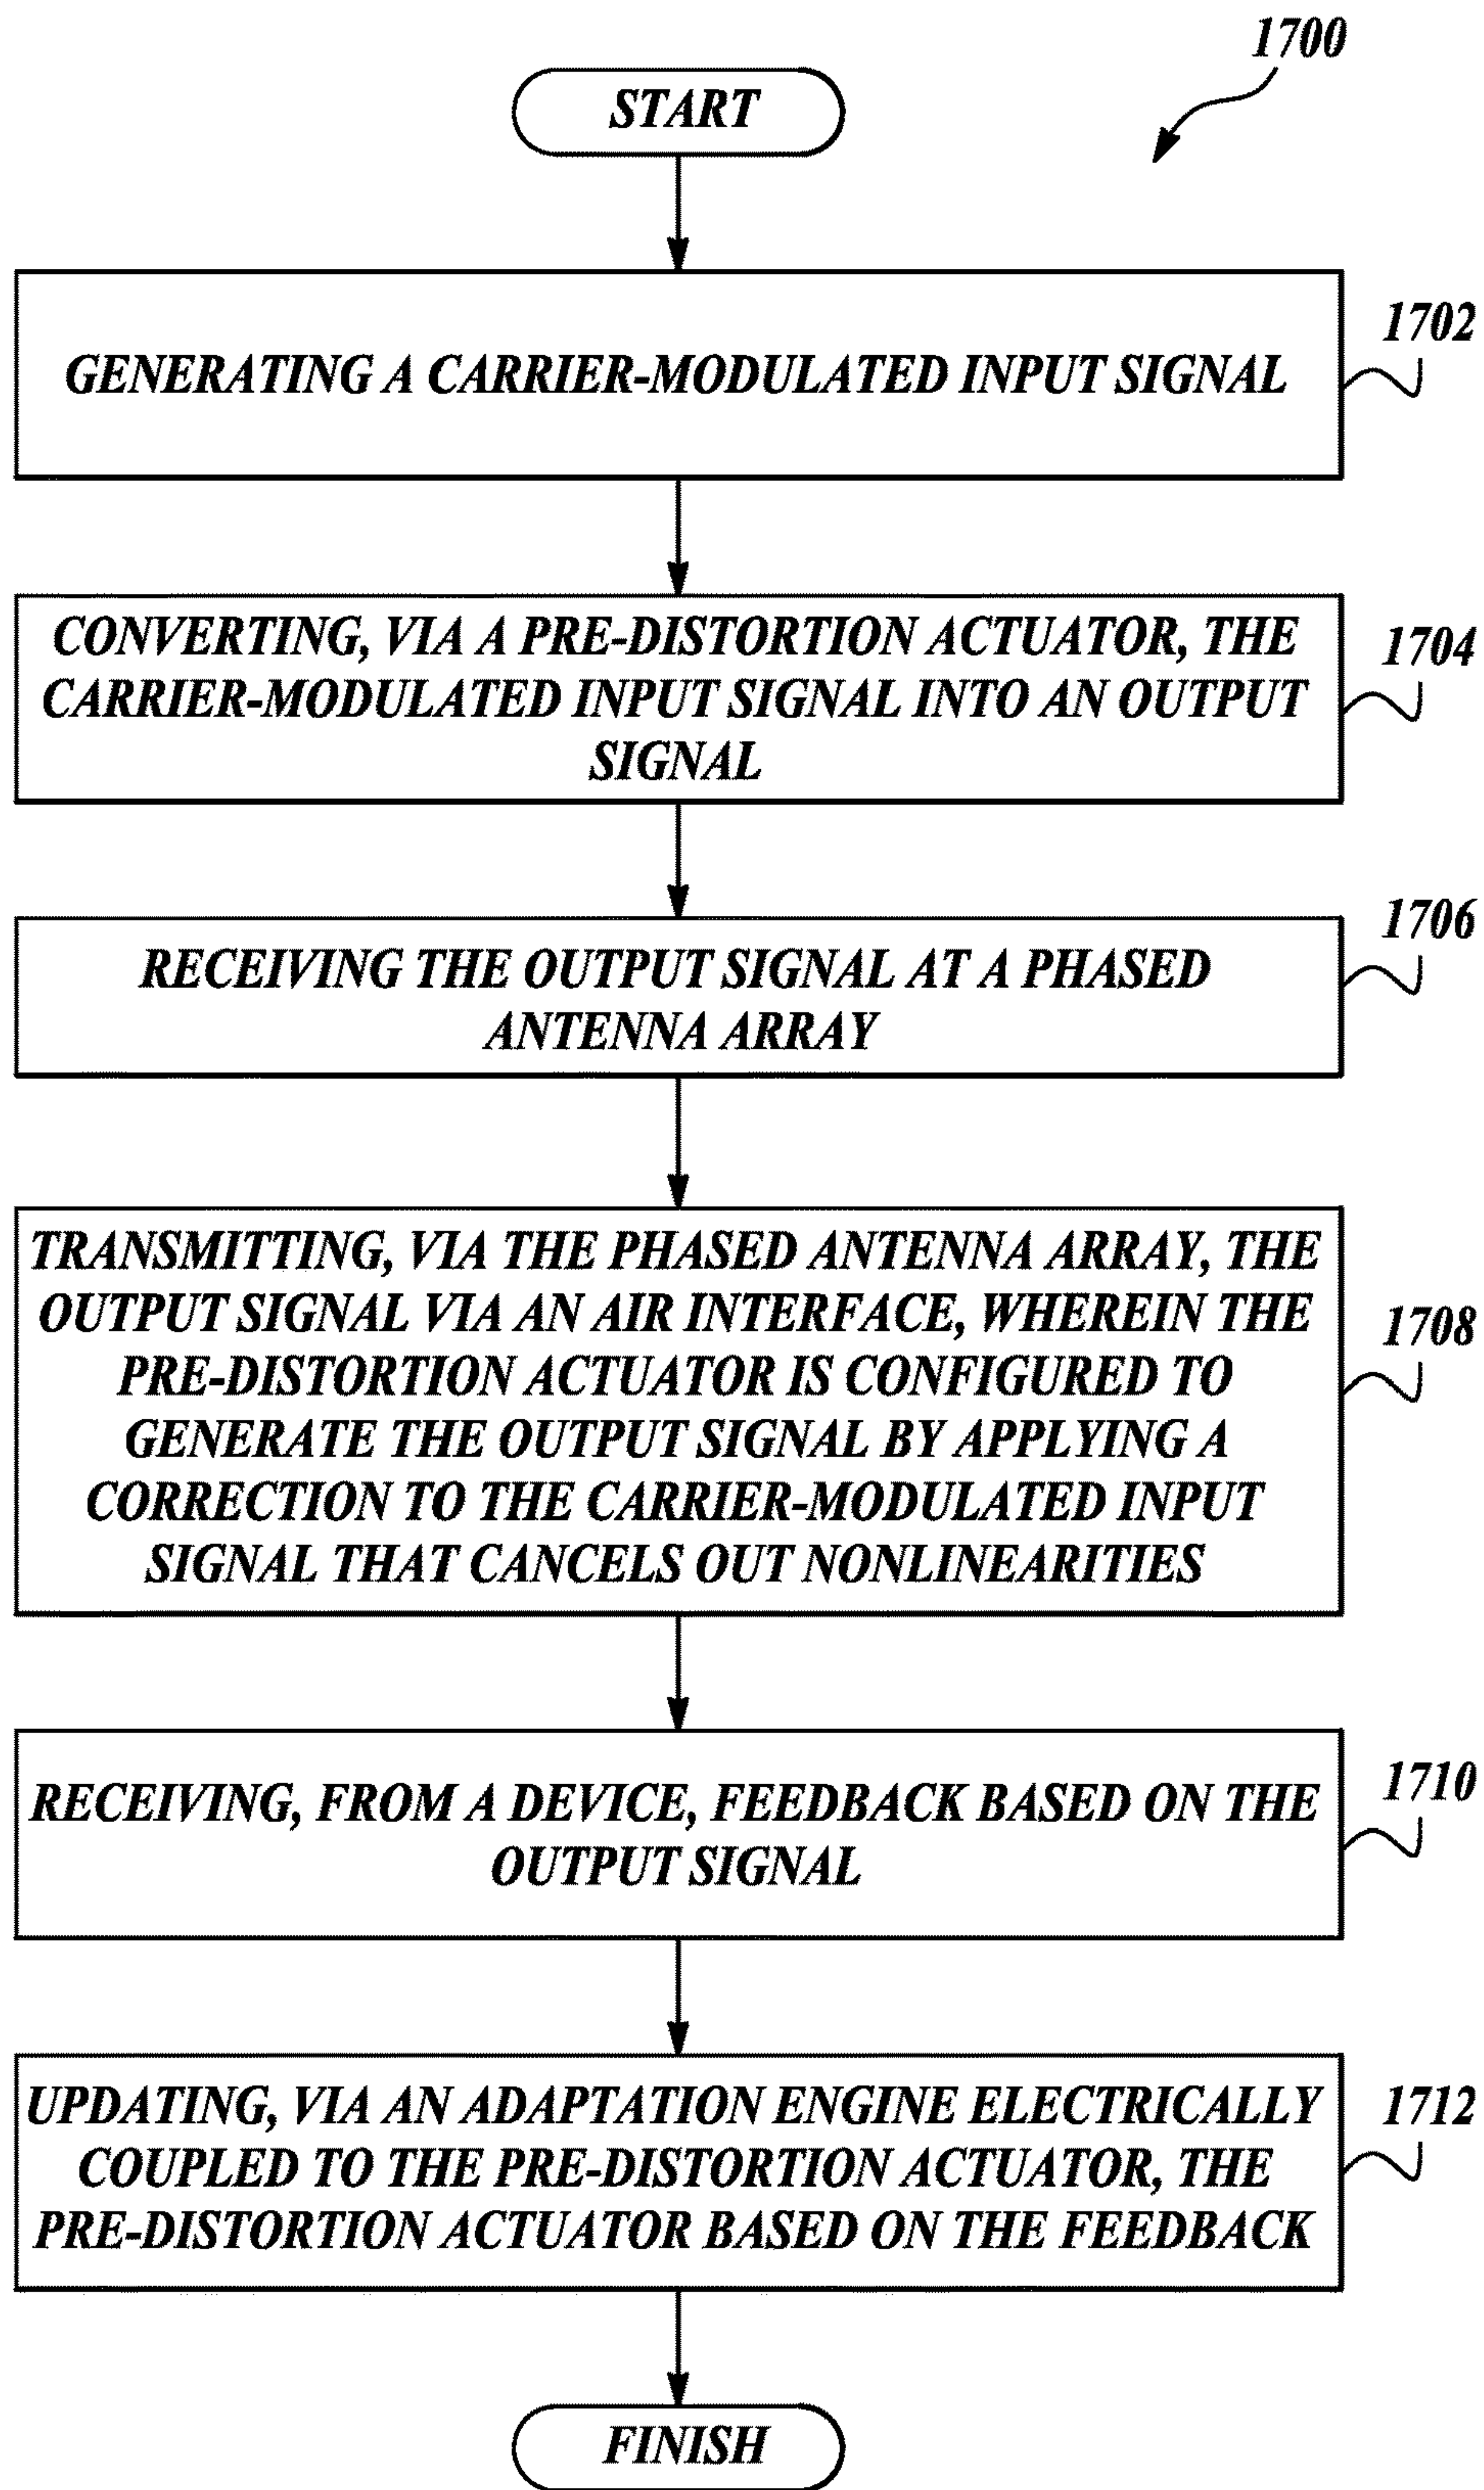 1700
START
GENERATING A CARRIER-MODULATED INPUT SIGNAL
1702
CONVERTING, VIA A PRE-DISTORTION ACTUATOR, THE
CARRIER-MODULATED INPUT SIGNAL INTO AN OUTPUT
SIGNAL
1704
RECEIVING THE OUTPUT SIGNAL AT A PHASED
ANTENNA ARRAY
1706
TRANSMITTING, VIA THE PHASED ANTENNA ARRAY, THE
OUTPUT SIGNAL VIA AN AIR INTERFACE, WHEREIN THE
PRE-DISTORTION ACTUATOR IS CONFIGURED TO
GENERATE THE OUTPUT SIGNAL BY APPLYING A
CORRECTION TO THE CARRIER-MODULATED INPUT
SIGNAL THAT CANCELS OUT NONLINEARITIES
1708
RECEIVING, FROM A DEVICE, FEEDBACK BASED ON THE
OUTPUT SIGNAL
1710
UPDATING, VIA AN ADAPTATION ENGINE ELECTRICALLY
COUPLED TO THE PRE-DISTORTION ACTUATOR, THE
PRE-DISTORTION ACTUATOR BASED ON THE FEEDBACK
1712
FINISH